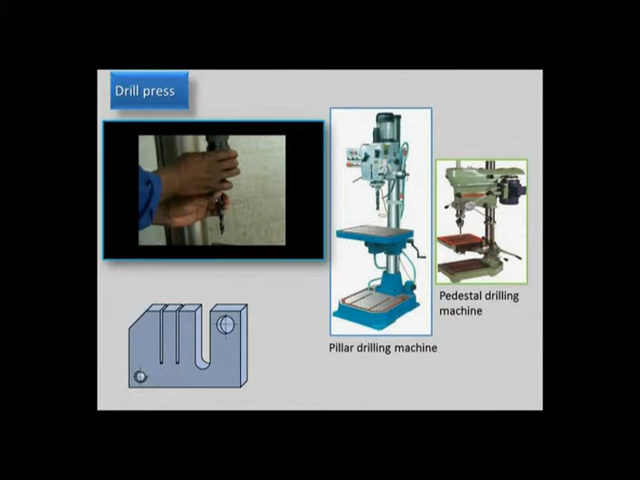 Drill press
Pedestal drilling
machine
Pillar drilling machine